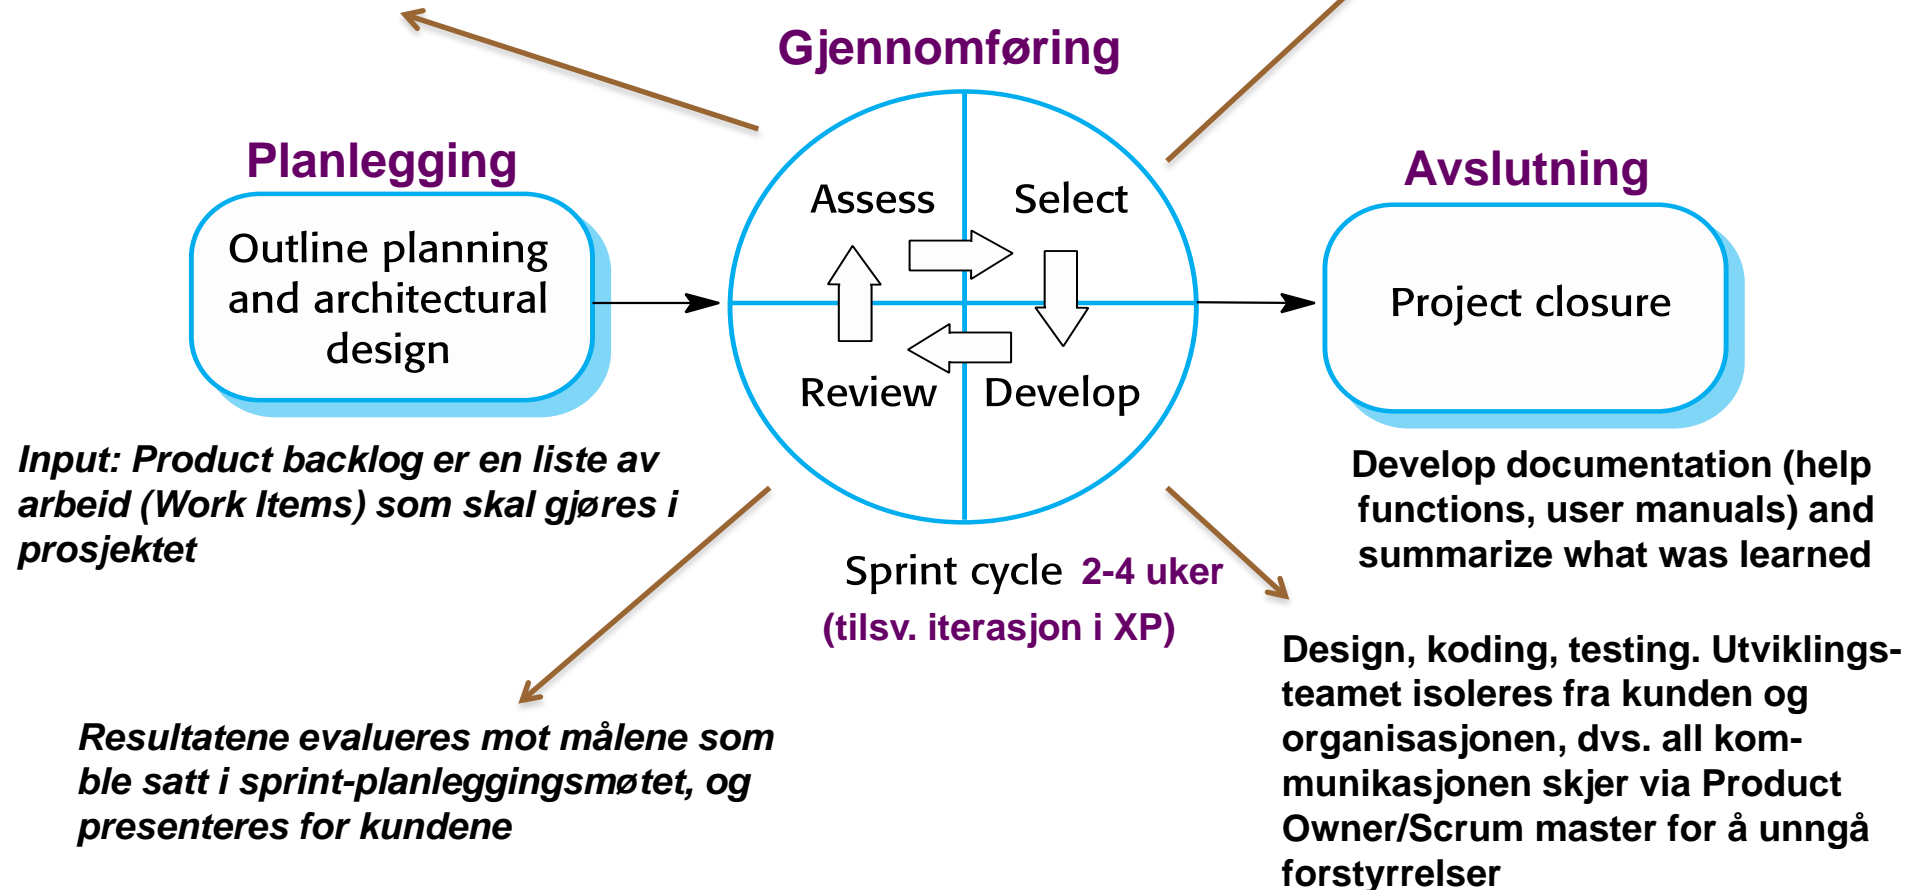 Gjennomføring
Planlegging
Outline planning
and architectural
design
Assess
Select
Review
Develop
Avslutning
Project closure
Input: Product backlog er en liste av
arbeid (Work Items) som skal gjøres i
prosjektet
Sprint cycle 2-4 uker
(tilsv. iterasjon i XP)
Develop documentation (help
functions, user manuals) and
summarize what was learned
Resultatene evalueres mot målene som
ble satt i sprint-planleggingsmøtet, og
presenteres for kundene
Design, koding, testing. Utviklings-
teamet isoleres fra kunden og
organisasjonen, dvs. all kom-
munikasjonen skjer via Product
Owner/Scrum master for å unngå
forstyrrelser